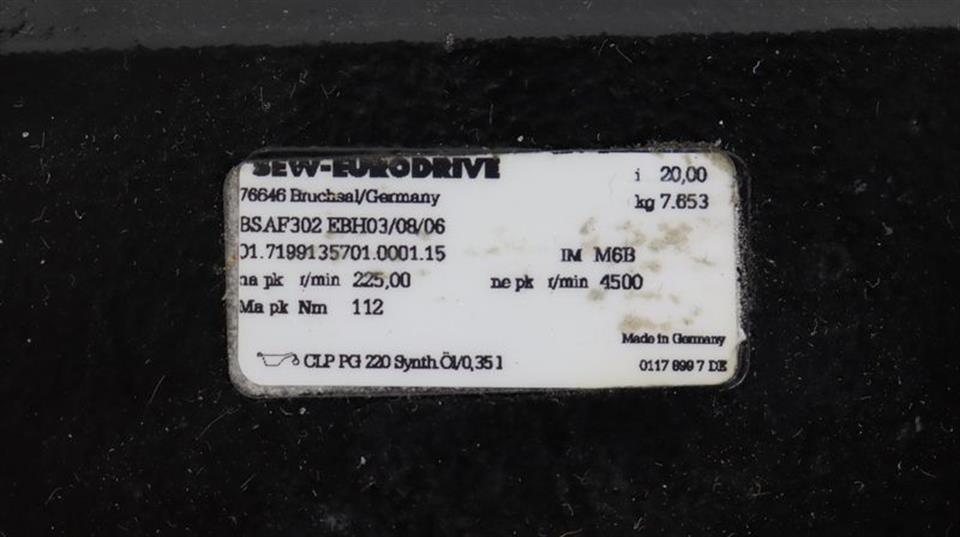 SEW-EURODRIVE
76646 Bruchsal/Germany
i 20,00
kg 7.653
BSAF302 EBH03/08/06
01.7199135701.0001.15
IM M6B
na pk r/min 225,00
ne pk r/min 4500
Ma pk Nm 112
Made in Germany
CLP PG 220 Synth.Öl/0,35 l
0117 899 7 DE